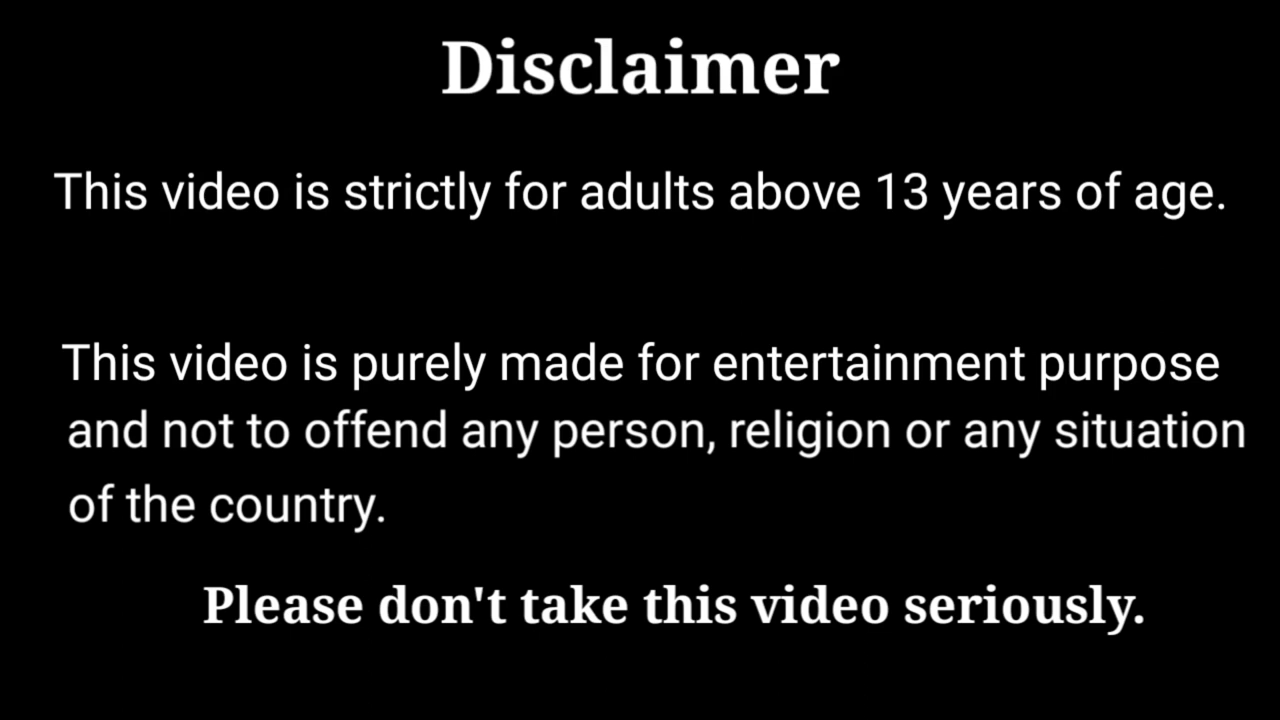 Disclaimer
This video is strictly for adults above 13 years of age.
This video is purely made for entertainment purpose
and not to offend any person, religion or any situation
of the country.
Please don't take this video seriously.